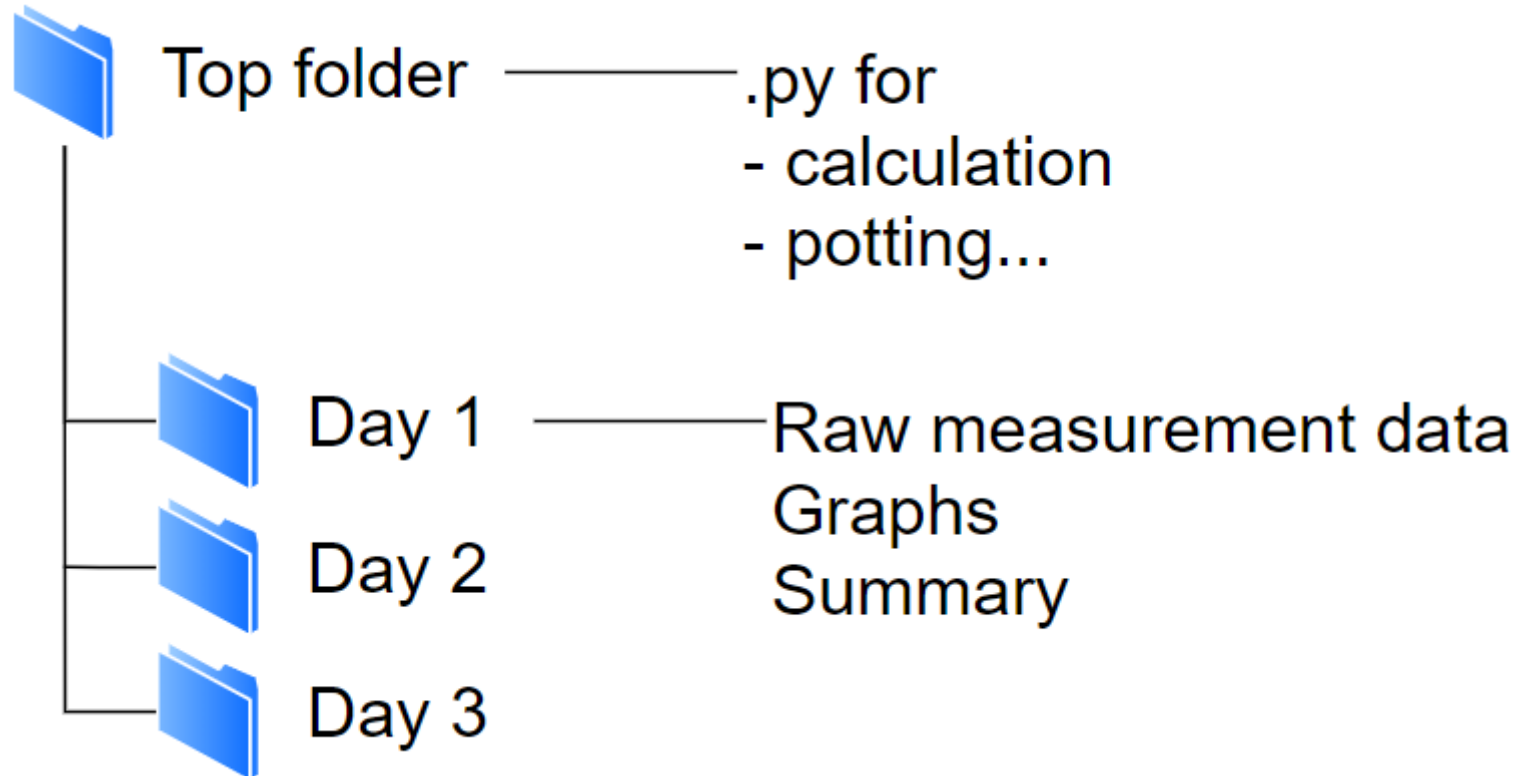 Top folder
.py for
- calculation
- potting...
Day 1
Raw measurement data
Graphs
Summary
Day 2
Day 3